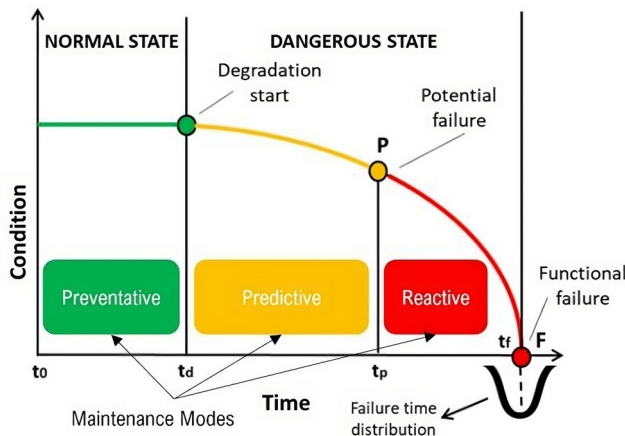 NORMAL STATE
DANGEROUS STATE
Degradation
start
Potential
failure
P
Condition
Preventative
Predictive
Reactive
Functional
failure
tf
F
t0
td
tp
Maintenance Modes
Time
Failure time
distribution